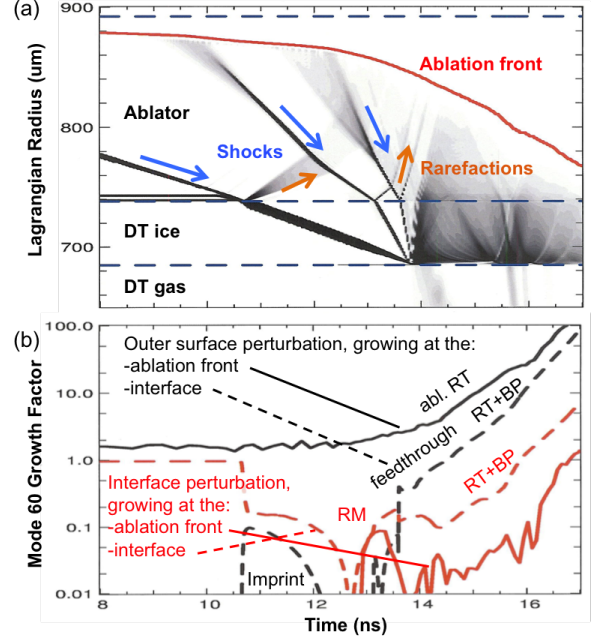 (a)
900
Ablation front
Ablator
800
Shocks
Rarefactions
Lagrangian Radius (um)
DT ice
700
DT gas
(b)
100.0
Outer surface perturbation, growing at the:
-ablation front
-interface
abl. RT
10.0
RT+BP
feedthrough
1.0
Interface perturbation,
growing at the:
-ablation front
-interface
RM
RT+BP
0.1
Imprint
0.01
Mode 60 Growth Factor
8 10 12 14 16
Time (ns)